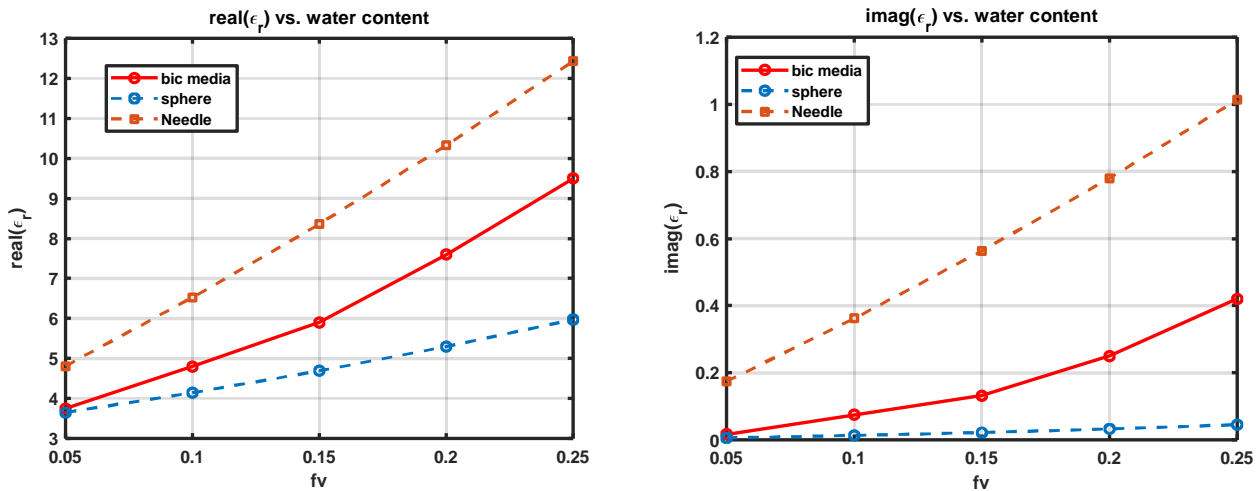 real(ϵr) vs. water content
13
12
11
10
9
8
7
6
5
4
3
real(ϵr)
bic media
sphere
Needle
0.05
0.1
0.15
0.2
0.25
fv
imag(ϵr) vs. water content
1.2
1
0.8
0.6
0.4
0.2
0
imag(ϵr)
bic media
sphere
Needle
0.05
0.1
0.15
0.2
0.25
fv